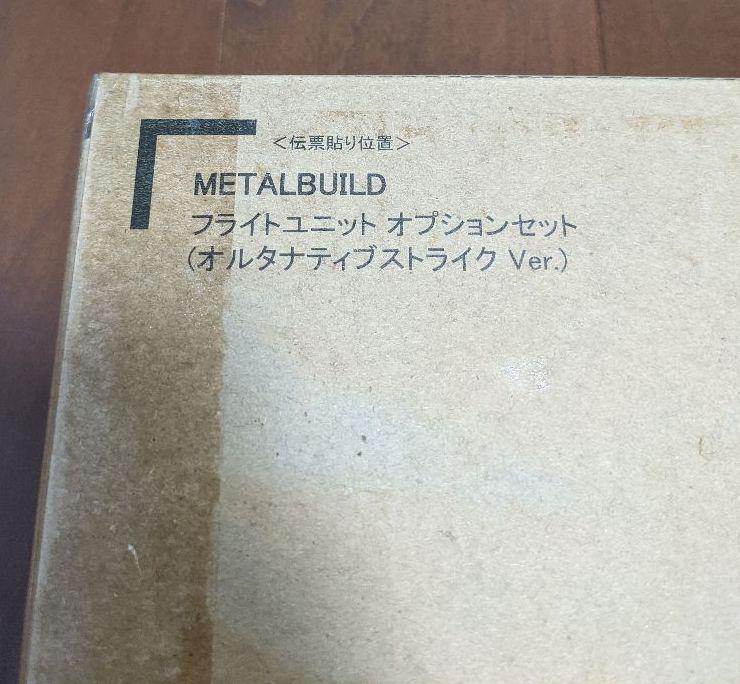 ＜伝票貼り位置＞
METALBUILD
フライトユニット オプションセット
(オルタナティブストライク Ver.)